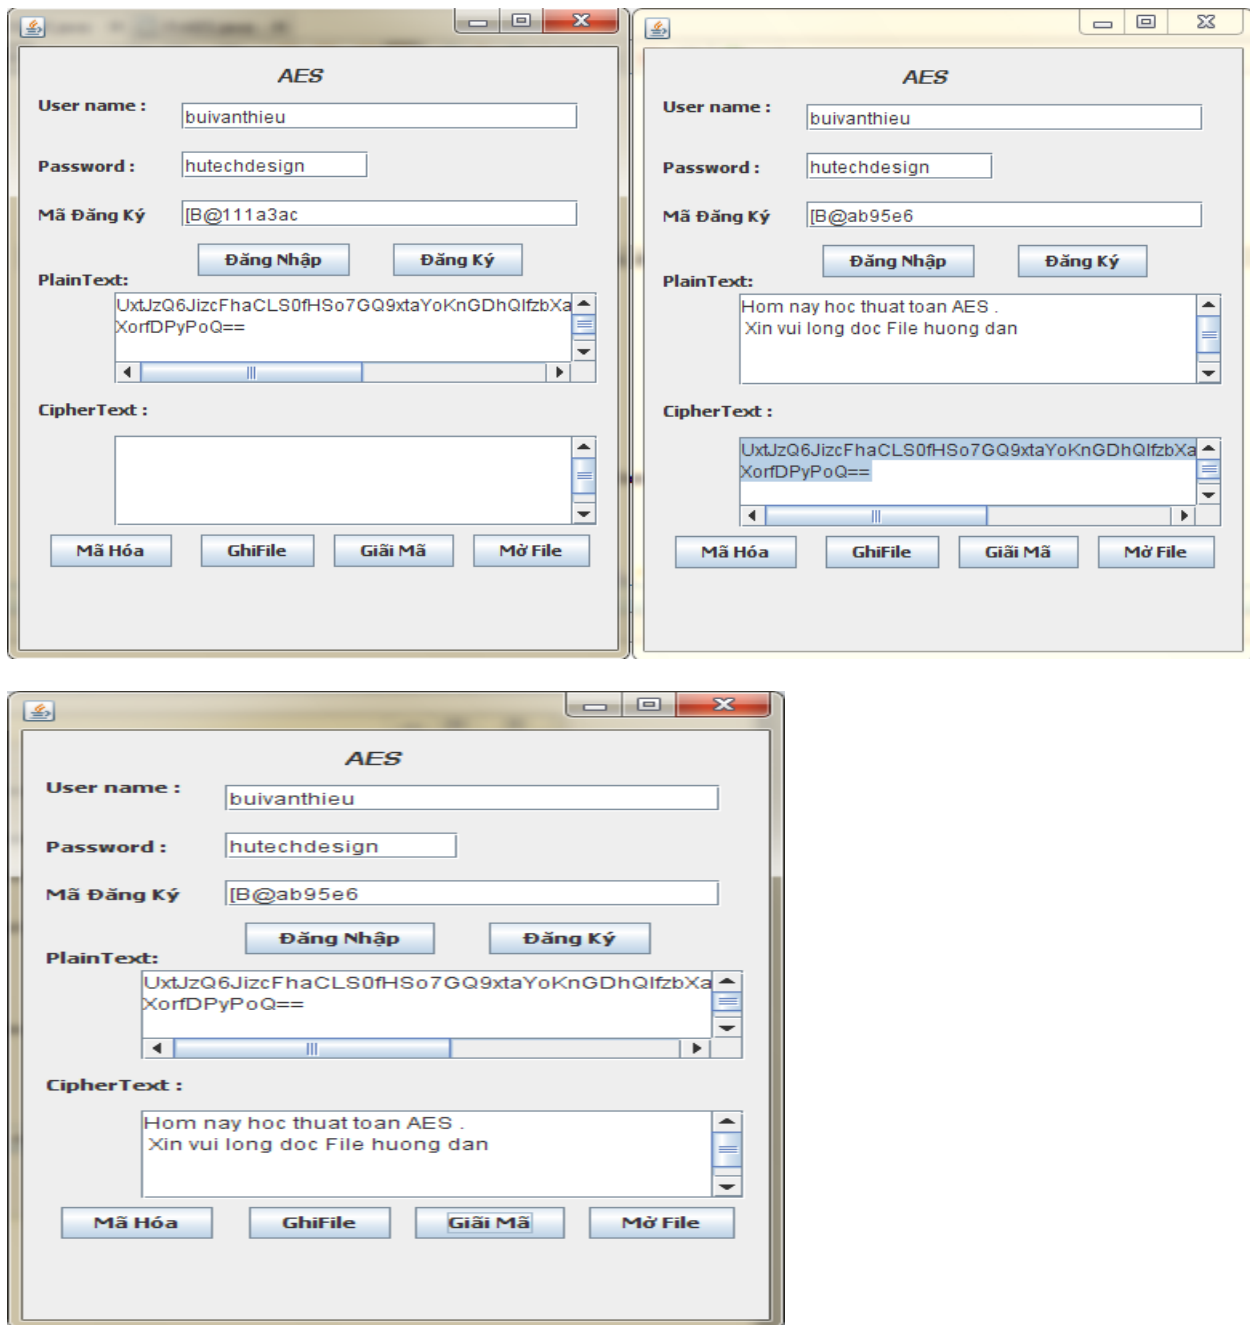 AES
User name :
buivanthieu
Password :
hutechdesign
Mã Đăng Ký
[B@111a3ac
Đăng Nhập
Đăng Ký
PlainText:
UxtJzQ6JizcFhaCLS0fHSo7GQ9xtaYoKnGDhQlfzbXa
XorfDPyPoQ==
CipherText :
Mã Hóa
GhiFile
Giãi Mã
Mở File
AES
User name :
buivanthieu
Password :
hutechdesign
Mã Đăng Ký
[B@ab95e6
Đăng Nhập
Đăng Ký
PlainText:
Hom nay hoc thuat toan AES .
Xin vui long doc File huong dan
CipherText :
UxtJzQ6JizcFhaCLS0fHSo7GQ9xtaYoKnGDhQlfzbXa
XorfDPyPoQ==
Mã Hóa
GhiFile
Giãi Mã
Mở File
AES
User name :
buivanthieu
Password :
hutechdesign
Mã Đăng Ký
[B@ab95e6
Đăng Nhập
Đăng Ký
PlainText:
UxtJzQ6JizcFhaCLS0fHSo7GQ9xtaYoKnGDhQlfzbXa
XorfDPyPoQ==
CipherText :
Hom nay hoc thuat toan AES .
Xin vui long doc File huong dan
Mã Hóa
GhiFile
Giãi Mã
Mở File